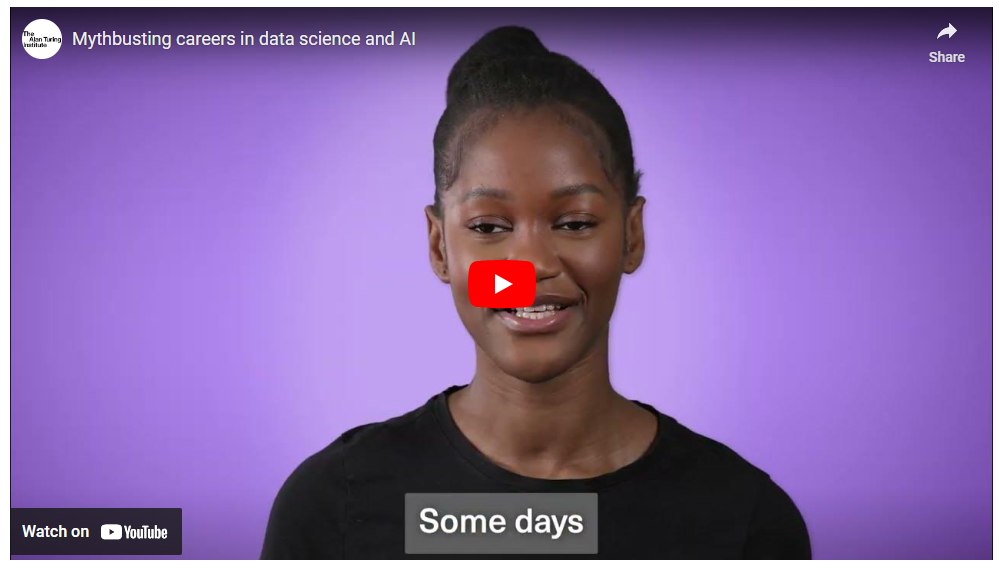 The
Alan Turing
Institute
Mythbusting careers in data science and AI
Share
Some days
Watch on YouTube